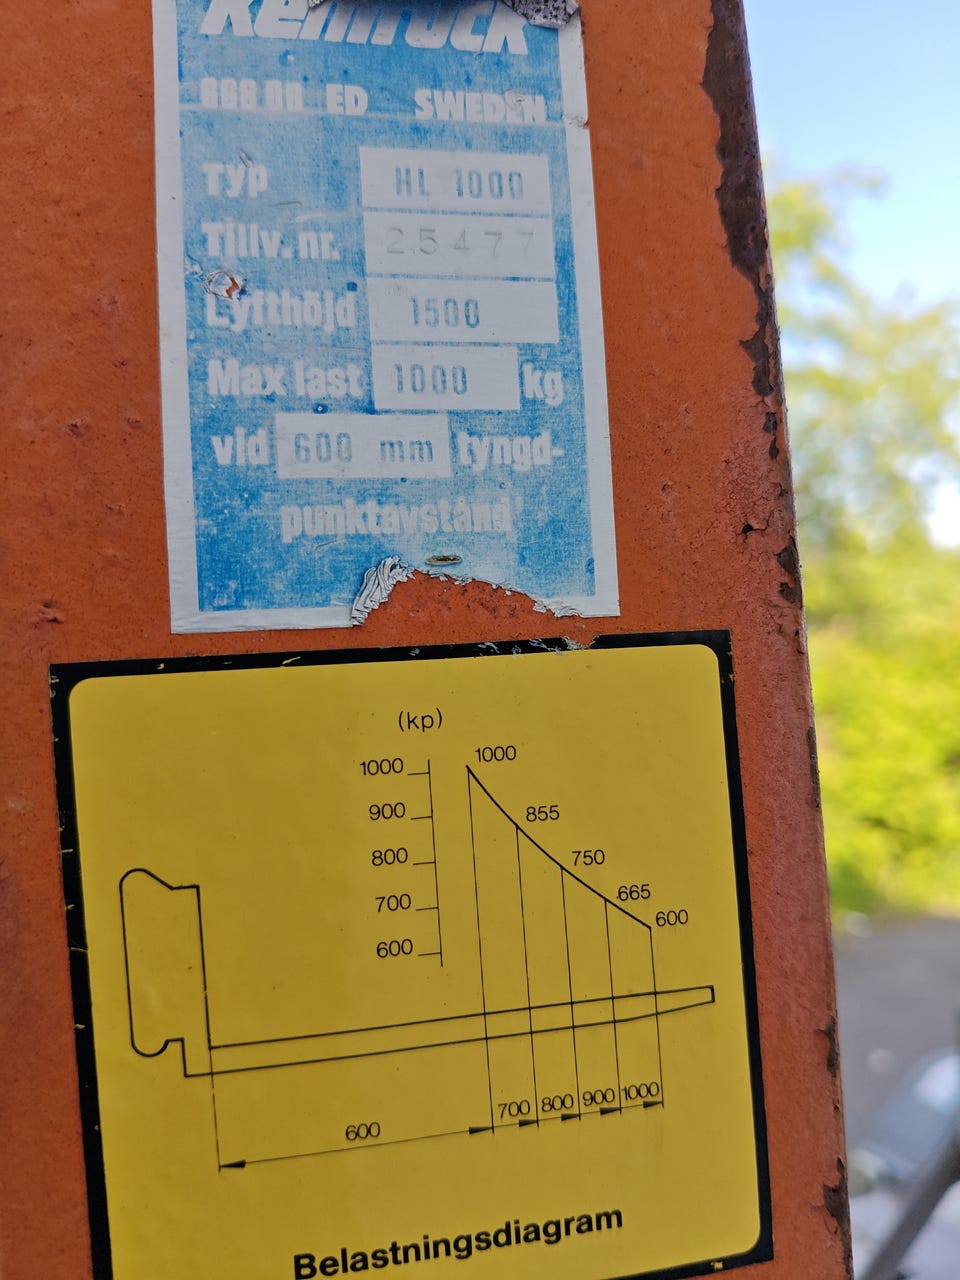 666 00 ED SWEDEN
Typ HL 1000
Tillv. nr. 25477
Lyfthöjd 1500
Max last 1000 kg
vid 600 mm tyngd-
punktavstånd
(kp)
1000
900
800
700
600
1000
855
750
665
600
600 700 800 900 1000
Belastningsdiagram